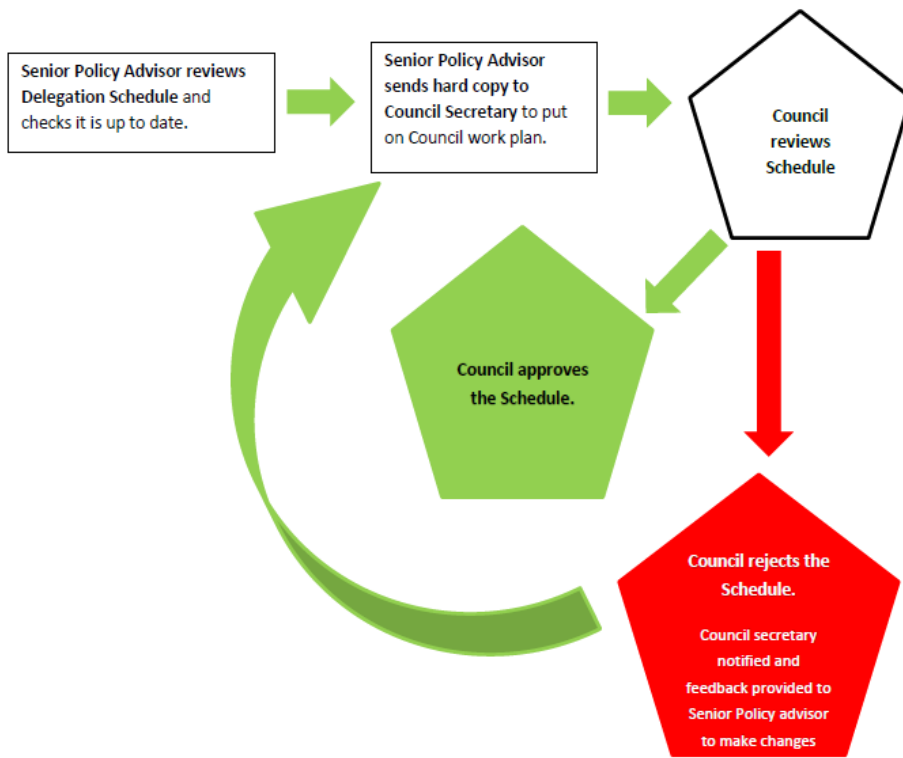 Senior Policy Advisor reviews
Delegation Schedule and
checks it is up to date.
Senior Policy Advisor
sends hard copy to
Council Secretary to put
on Council work plan.
Council
reviews
Schedule
Council approves
the Schedule.
Council rejects the
Schedule.
Council secretary
notified and
feedback provided to
Senior Policy advisor
to make changes